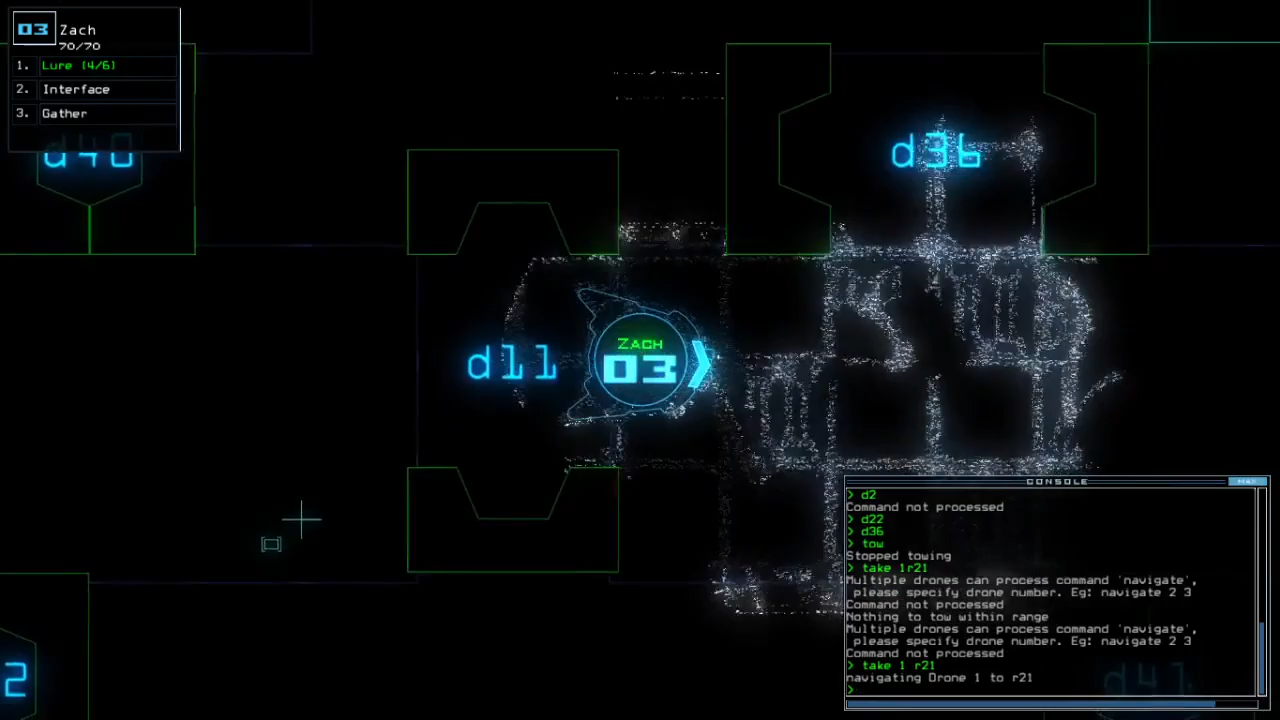 03 Zach
70/70
1. Lure (4/6)
2. Interface
3. Gather
d40
d36
d11
ZACH
03
2
CONSOLE
> d2
Command not processed
> d22
> d36
> tow
Stopped towing
> take 1r21
Multiple drones can process command 'navigate',
please specify drone number. Eg: navigate 2 3
Command not processed
Nothing to tow within range
Multiple drones can process command 'navigate',
please specify drone number. Eg: navigate 2 3
Command not processed
> take 1 r21
navigating Drone 1 to r21
>